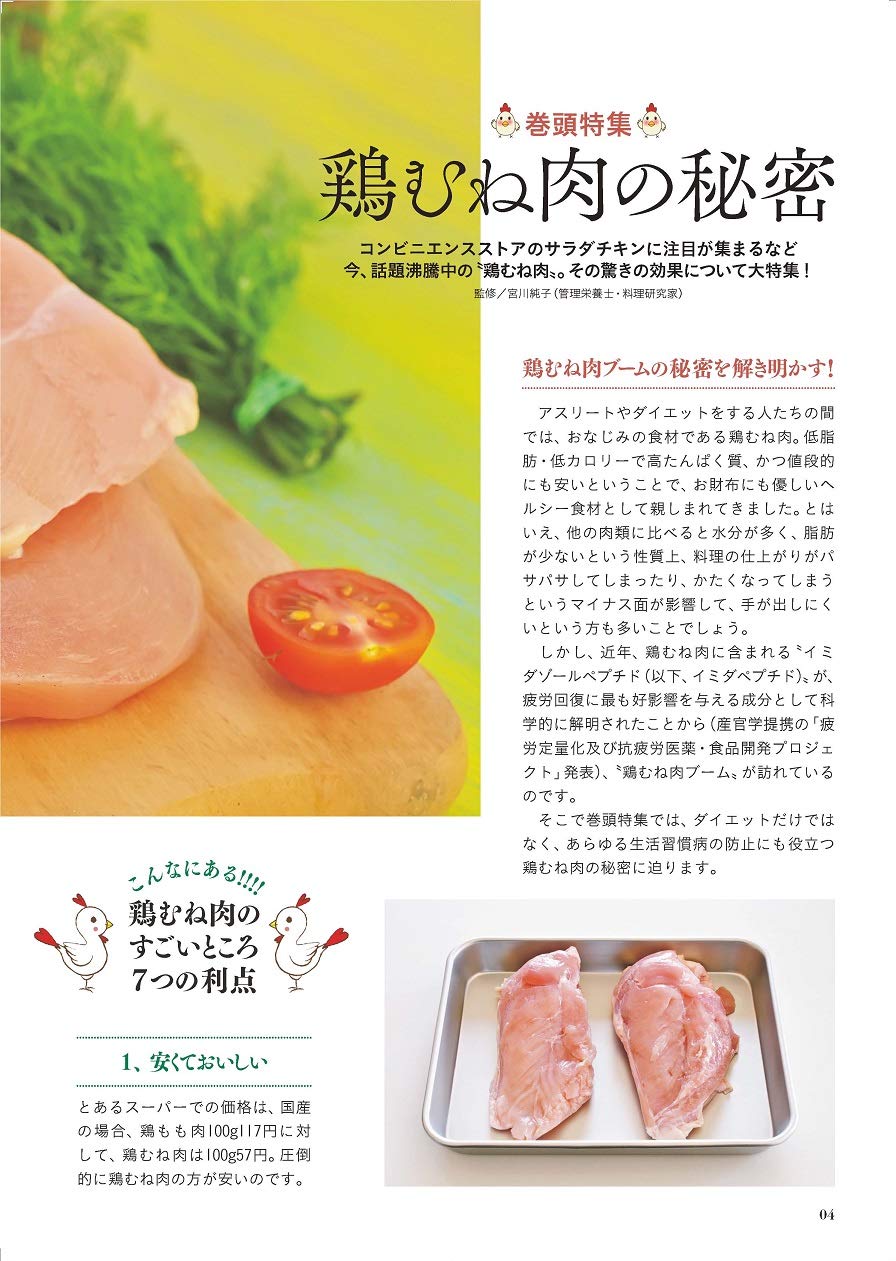 巻頭特集
鶏むね肉の秘密
コンビニエンスストアのサラダチキンに注目が集まるなど
今、話題沸騰中の〝鶏むね肉〟。その驚きの効果について大特集！
監修／宮川純子（管理栄養士・料理研究家）
鶏むね肉ブームの秘密を解き明かす！
アスリートやダイエットをする人たちの間
では、おなじみの食材である鶏むね肉。低脂
肪・低カロリーで高たんぱく質、かつ値段的
にも安いということで、お財布にも優しいヘ
ルシー食材として親しまれてきました。とは
いえ、他の肉類に比べると水分が多く、脂肪
が少ないという性質上、料理の仕上がりがパ
サパサしてしまったり、かたくなってしまう
というマイナス面が影響して、手が出しにく
いという方も多いことでしょう。
しかし、近年、鶏むね肉に含まれる〝イミ
ダゾールペプチド（以下、イミダペプチド）〟が、
疲労回復に最も好影響を与える成分として科
学的に解明されたことから（産官学提携の「疲
労定量化及び抗疲労医薬・食品開発プロジェ
クト」発表）、〝鶏むね肉ブーム〟が訪れている
のです。
そこで巻頭特集では、ダイエットだけでは
なく、あらゆる生活習慣病の防止にも役立つ
鶏むね肉の秘密に迫ります。
こんなにある!!!!
鶏むね肉の
すごいところ
7つの利点
1、安くておいしい
とあるスーパーでの価格は、国産
の場合、鶏もも肉100g117円に対
して、鶏むね肉は100g57円。圧倒
的に鶏むね肉の方が安いのです。
04